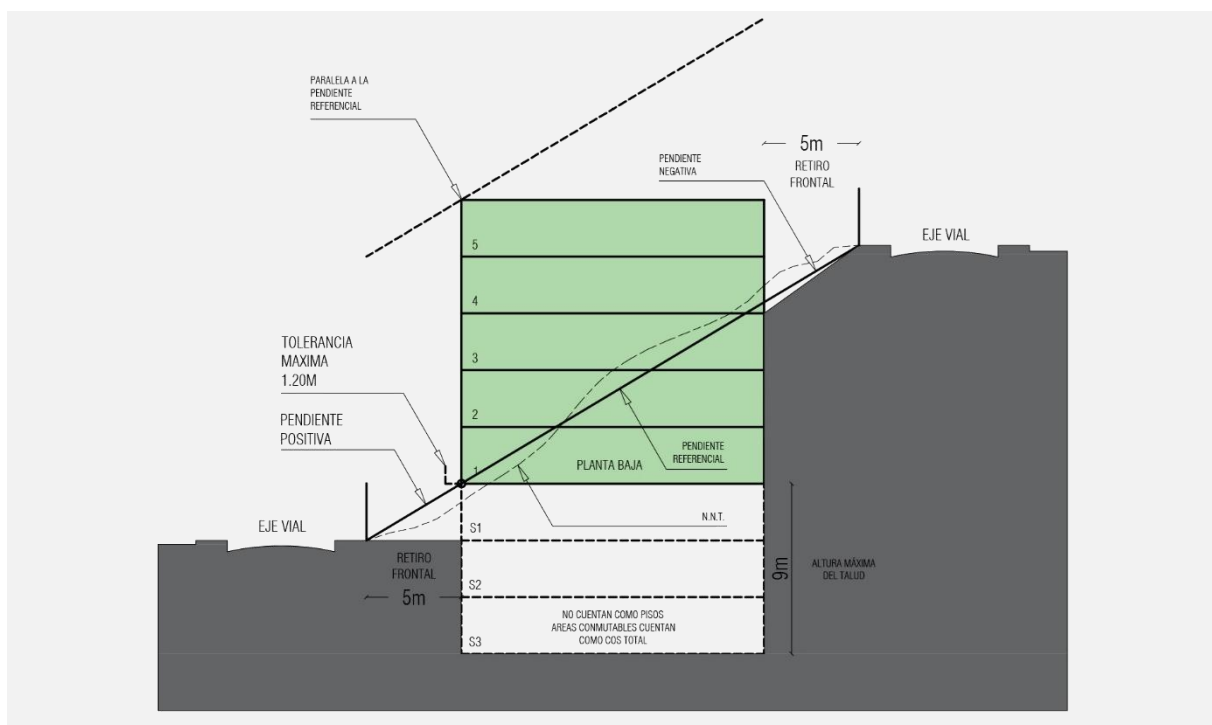 PARALELA A LA
PENDIENTE
REFERENCIAL
5m
RETIRO
FRONTAL
PENDIENTE
NEGATIVA
EJE VIAL
5
4
3
2
1
TOLERANCIA
MAXIMA
1.20M
PENDIENTE
POSITIVA
PLANTA BAJA
PENDIENTE
REFERENCIAL
N.N.T.
EJE VIAL
RETIRO
FRONTAL
5m
S1
S2
S3
NO CUENTAN COMO PISOS
AREAS CONMUTABLES CUENTAN
COMO COS TOTAL
9m
ALTURA MÁXIMA
DEL TALUD